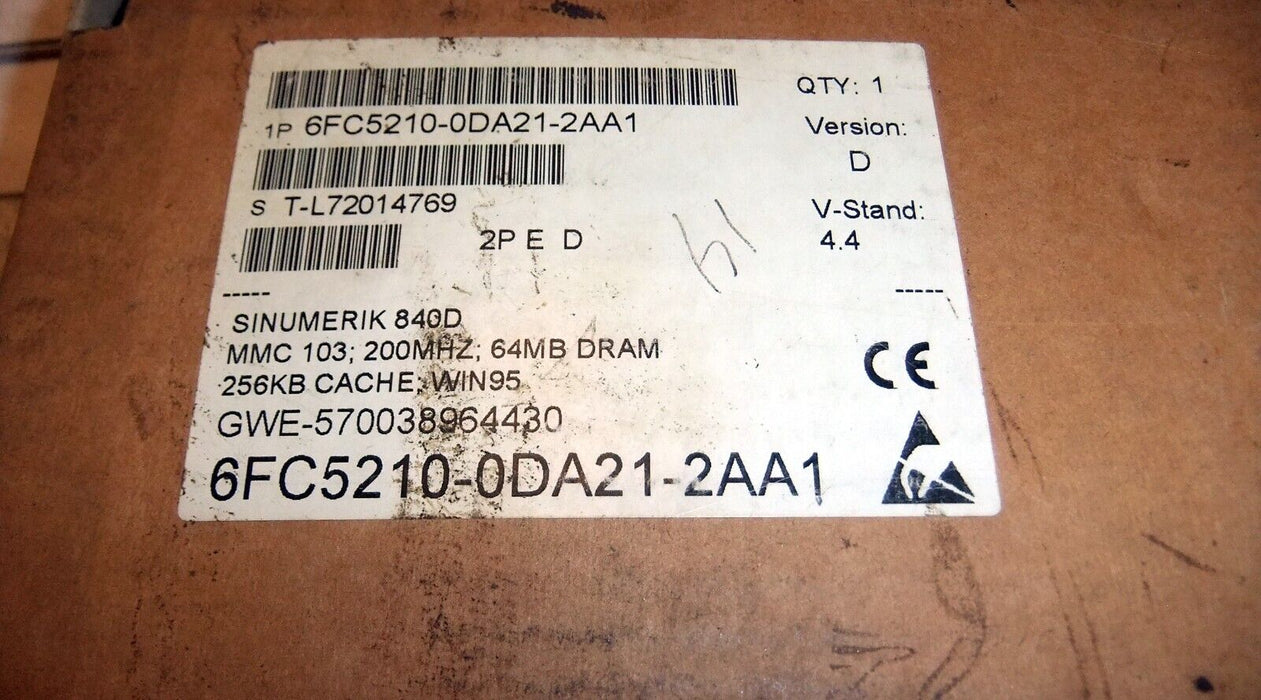 QTY: 1
1P 6FC5210-0DA21-2AA1
Version:
D
S T-L72014769
V-Stand:
4.4
2P E D
14
-----
-----
SINUMERIK 840D
MMC 103; 200MHZ; 64MB DRAM
256KB CACHE; WIN95
CE
GWE-570038964430
6FC5210-0DA21-2AA1